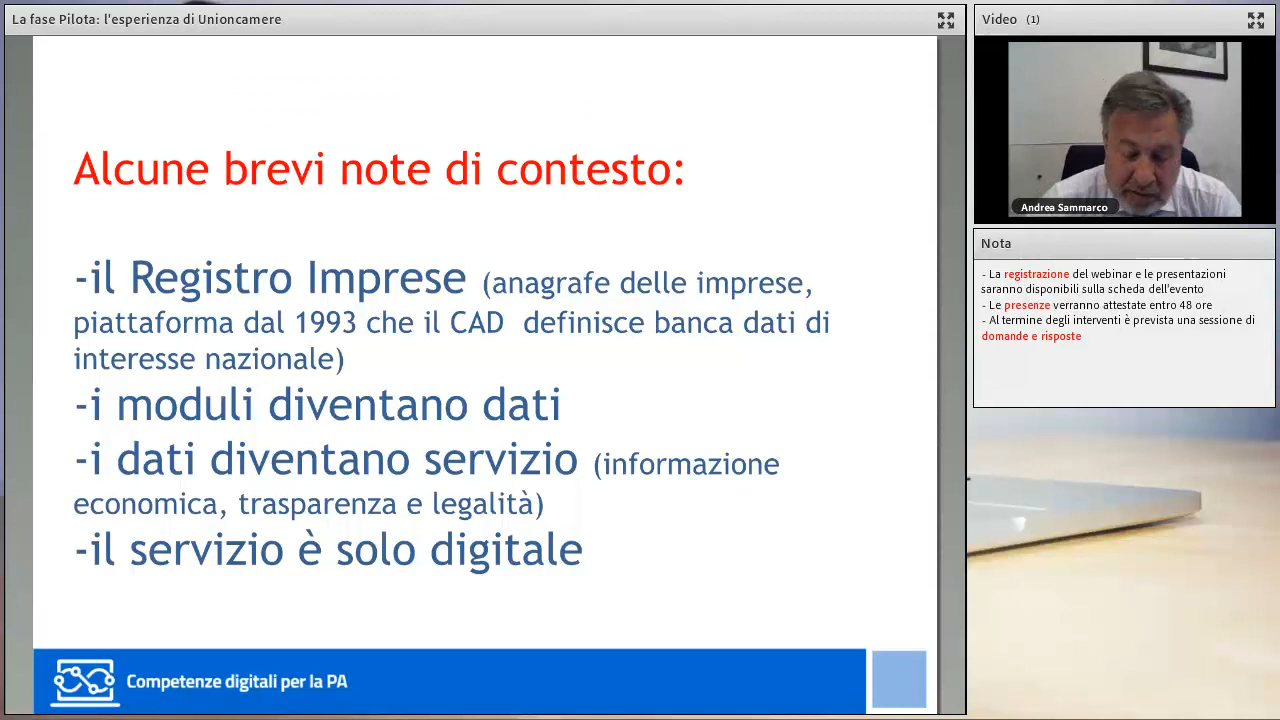 La fase Pilota: l'esperienza di Unioncamere
Alcune brevi note di contesto:
-il Registro Imprese (anagrafe delle imprese,
piattaforma dal 1993 che il CAD definisce banca dati di
interesse nazionale)
-i moduli diventano dati
-i dati diventano servizio (informazione
economica, trasparenza e legalità)
-il servizio è solo digitale
Competenze digitali per la PA
Video (1)
Andrea Sammarco
Nota
- La registrazione del webinar e le presentazioni
saranno disponibili sulla scheda dell'evento
- Le presenze verranno attestate entro 48 ore
- Al termine degli interventi è prevista una sessione di
domande e risposte